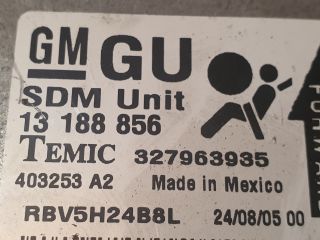 GM GU
SDM Unit
13 188 856
TEMIC 327963935
403253 A2 Made in Mexico
RBV5H24B8L 24/08/05 00
FORWARD